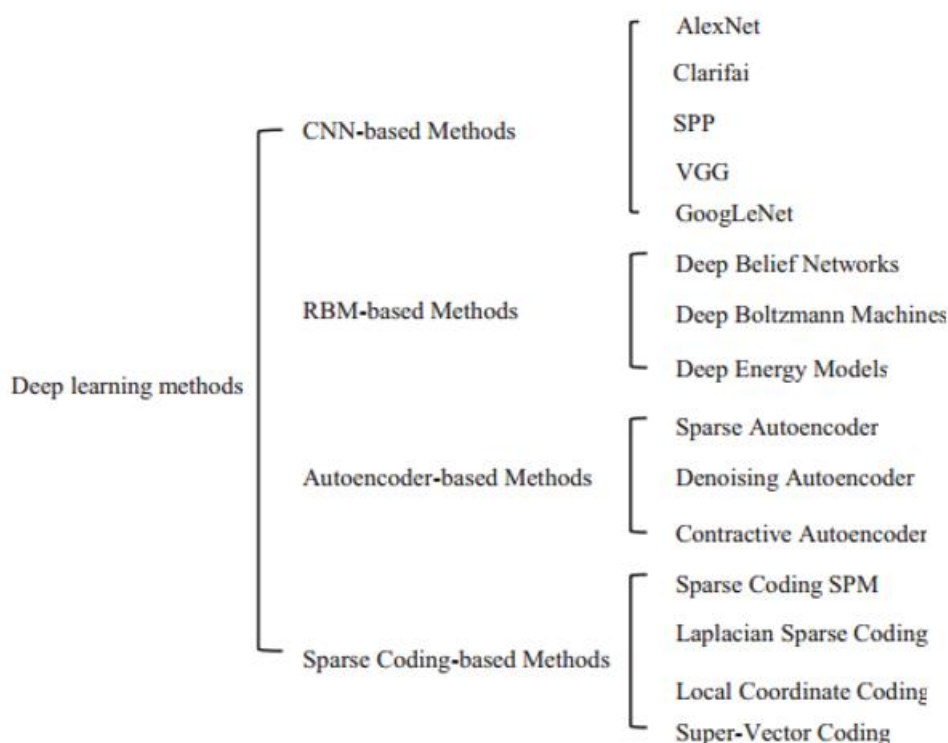 Deep learning methods
CNN-based Methods
AlexNet
Clarifai
SPP
VGG
GoogLeNet
RBM-based Methods
Deep Belief Networks
Deep Boltzmann Machines
Deep Energy Models
Autoencoder-based Methods
Sparse Autoencoder
Denoising Autoencoder
Contractive Autoencoder
Sparse Coding-based Methods
Sparse Coding SPM
Laplacian Sparse Coding
Local Coordinate Coding
Super-Vector Coding